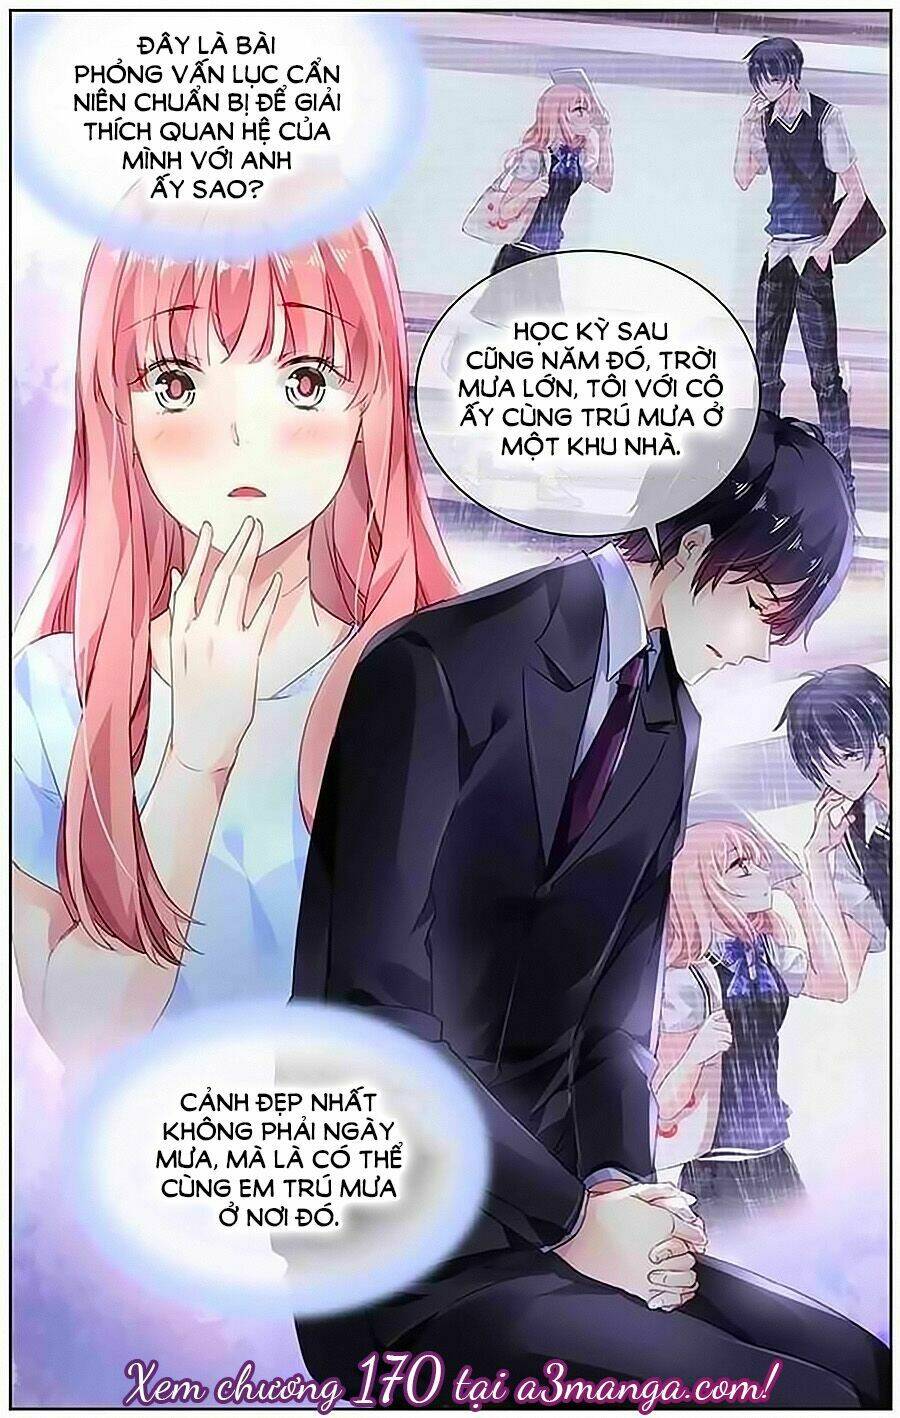 ĐÂY LÀ BÀI
PHỎNG VẤN LỤC CẨN
NIÊN CHUẨN BỊ ĐỂ GIẢI
THÍCH QUAN HỆ CỦA
MÌNH VỚI ANH
ẤY SAO?
HỌC KỲ SAU
CŨNG NĂM ĐÓ, TRỜI
MƯA LỚN, TÔI VỚI CÔ
ẤY CÙNG TRÚ MƯA Ở
MỘT KHU NHÀ.
CẢNH ĐẸP NHẤT
KHÔNG PHẢI NGÀY
MƯA, MÀ LÀ CÓ THỂ
CÙNG EM TRÚ MƯA
Ở NƠI ĐÓ.
Xem chương 170 tại a3manga.com!